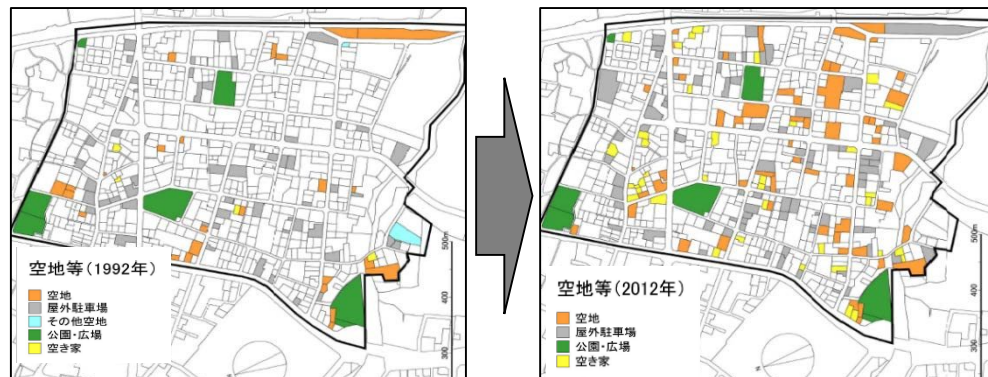 空地等(1992年)
空地
屋外駐車場
その他空地
公園・広場
空き家
500m
400
300
空地等(2012年)
空地
屋外駐車場
公園・広場
空き家
500m
400
300